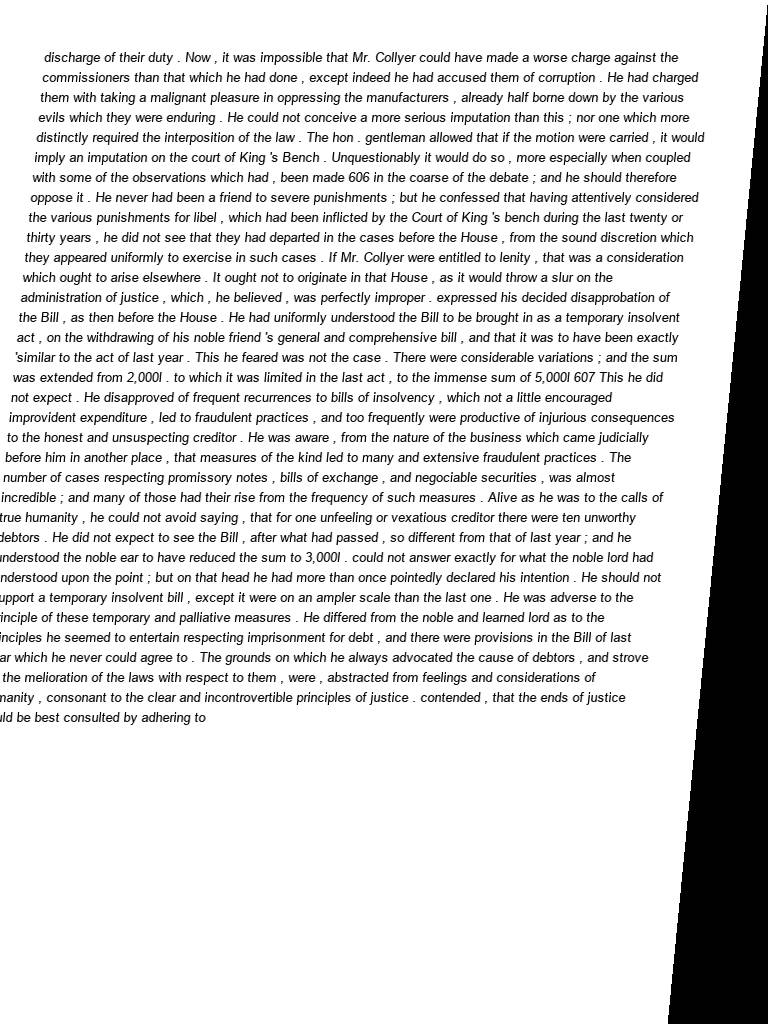 discharge of their duty . Now , it was impossible that Mr. Collyer could have made a worse charge against the
commissioners than that which he had done , except indeed he had accused them of corruption . He had charged
them with taking a malignant pleasure in oppressing the manufacturers , already half borne down by the various
evils which they were enduring . He could not conceive a more serious imputation than this ; nor one which more
distinctly required the interposition of the law . The hon . gentleman allowed that if the motion were carried , it would
imply an imputation on the court of King 's Bench . Unquestionably it would do so , more especially when coupled
with some of the observations which had , been made 606 in the coarse of the debate ; and he should therefore
oppose it . He never had been a friend to severe punishments ; but he confessed that having attentively considered
the various punishments for libel , which had been inflicted by the Court of King 's bench during the last twenty or
thirty years , he did not see that they had departed in the cases before the House , from the sound discretion which
they appeared uniformly to exercise in such cases . If Mr. Collyer were entitled to lenity , that was a consideration
which ought to arise elsewhere . It ought not to originate in that House , as it would throw a slur on the
administration of justice , which , he believed , was perfectly improper . expressed his decided disapprobation of
the Bill , as then before the House . He had uniformly understood the Bill to be brought in as a temporary insolvent
act , on the withdrawing of his noble friend 's general and comprehensive bill , and that it was to have been exactly
'similar to the act of last year . This he feared was not the case . There were considerable variations ; and the sum
was extended from 2,000l . to which it was limited in the last act , to the immense sum of 5,000l 607 This he did
not expect . He disapproved of frequent recurrences to bills of insolvency , which not a little encouraged
improvident expenditure , led to fraudulent practices , and too frequently were productive of injurious consequences
to the honest and unsuspecting creditor . He was aware , from the nature of the business which came judicially
before him in another place , that measures of the kind led to many and extensive fraudulent practices . The
number of cases respecting promissory notes , bills of exchange , and negociable securities , was almost
incredible ; and many of those had their rise from the frequency of such measures . Alive as he was to the calls of
true humanity , he could not avoid saying , that for one unfeeling or vexatious creditor there were ten unworthy
debtors . He did not expect to see the Bill , after what had passed , so different from that of last year ; and he
understood the noble ear to have reduced the sum to 3,000l . could not answer exactly for what the noble lord had
nderstood upon the point ; but on that head he had more than once pointedly declared his intention . He should not
upport a temporary insolvent bill , except it were on an ampler scale than the last one . He was adverse to the
inciple of these temporary and palliative measures . He differed from the noble and learned lord as to the
inciples he seemed to entertain respecting imprisonment for debt , and there were provisions in the Bill of last
ar which he never could agree to . The grounds on which he always advocated the cause of debtors , and strove
the melioration of the laws with respect to them , were , abstracted from feelings and considerations of
manity , consonant to the clear and incontrovertible principles of justice . contended , that the ends of justice
uld be best consulted by adhering to